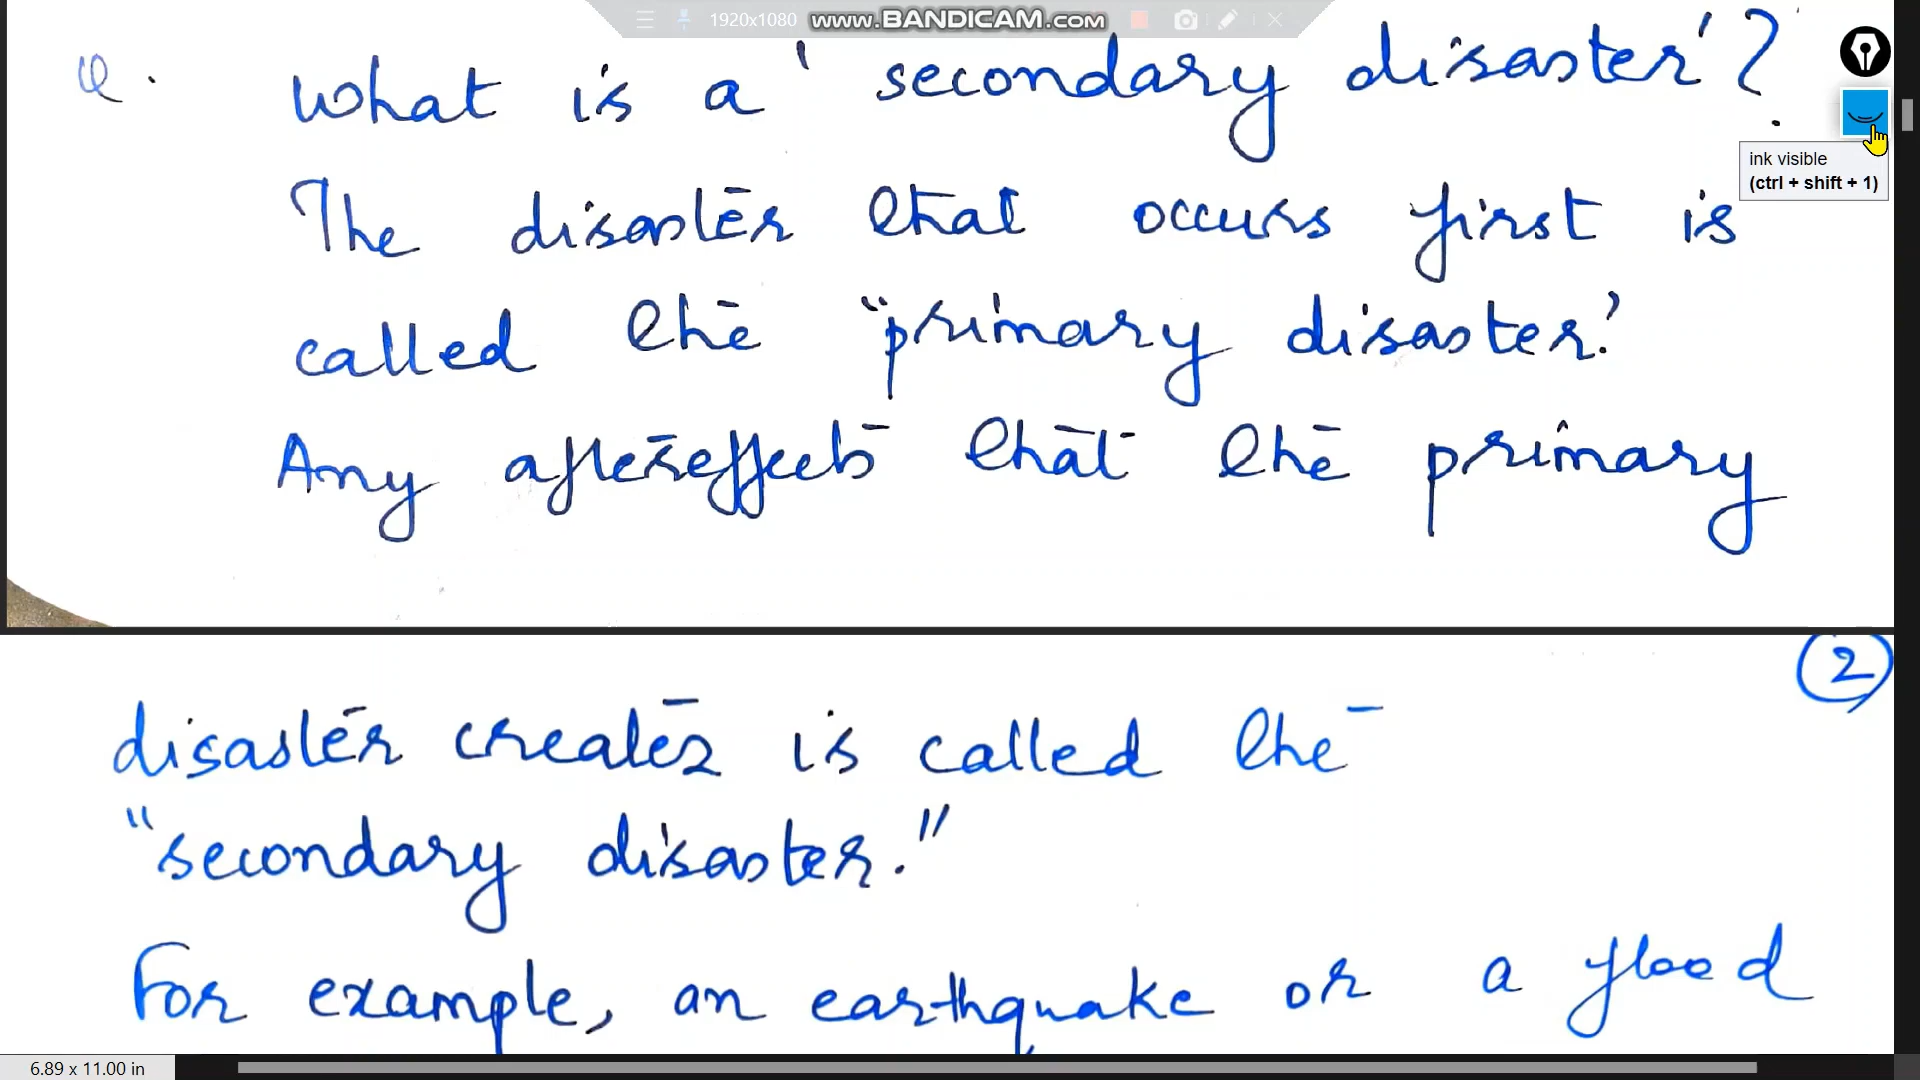 1920x1080 www.BANDICAM.com
Q. What is a 'secondary disaster'?
ink visible
(ctrl + shift + 1)
The disaster that occurs first is
called the "primary disaster."
Any aftereffects that the primary
2
disaster creates is called the
"secondary disaster."
For example, an earthquake or a flood
6.89 x 11.00 in